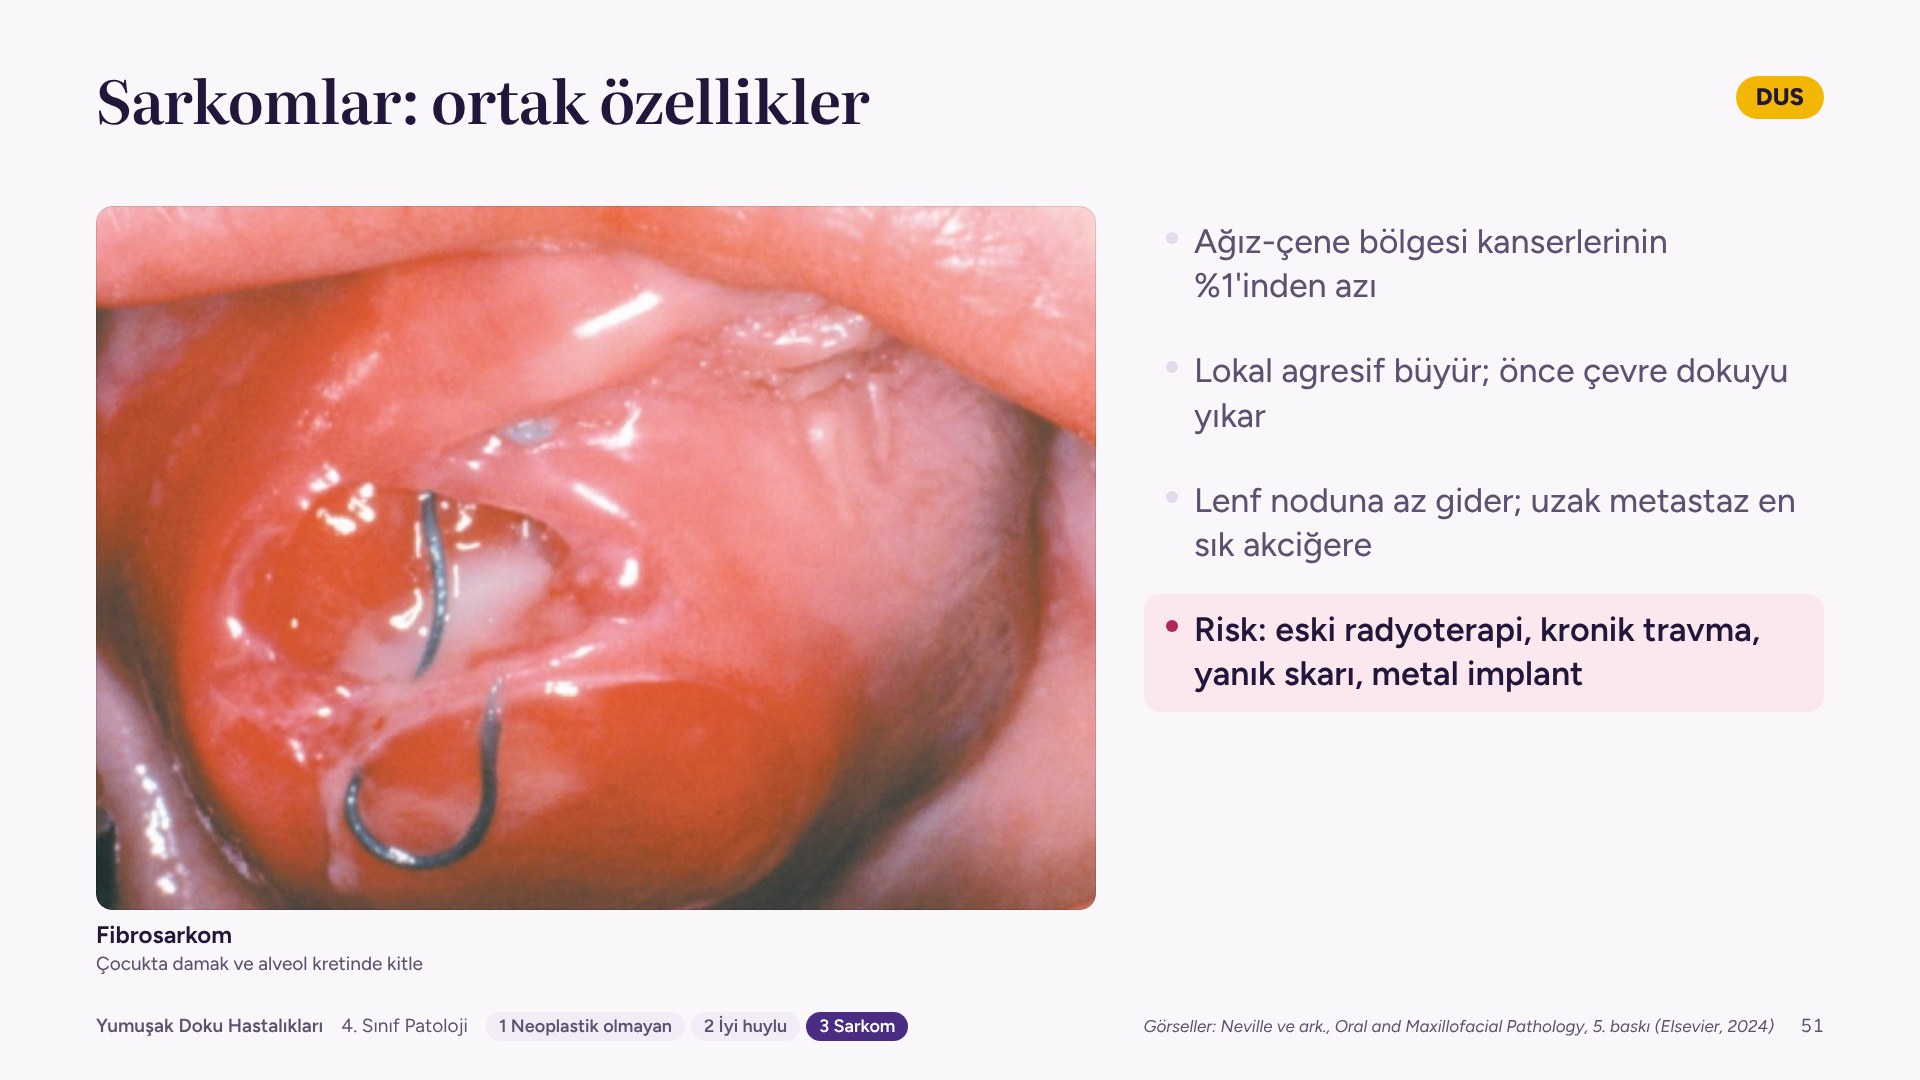 Sarkomlar: ortak özellikler
DUS
Ağız-çene bölgesi kanserlerinin
%1'inden azı
Lokal agresif büyür; önce çevre dokuyu
yıkar
Lenf noduna az gider; uzak metastaz en
sık akciğere
Risk: eski radyoterapi, kronik travma,
yanık skarı, metal implant
Fibrosarkom
Çocukta damak ve alveol kretinde kitle
Yumuşak Doku Hastalıkları 4. Sınıf Patoloji 1 Neoplastik olmayan 2 İyi huylu 3 Sarkom
Görseller: Neville ve ark., Oral and Maxillofacial Pathology, 5. baskı (Elsevier, 2024) 51